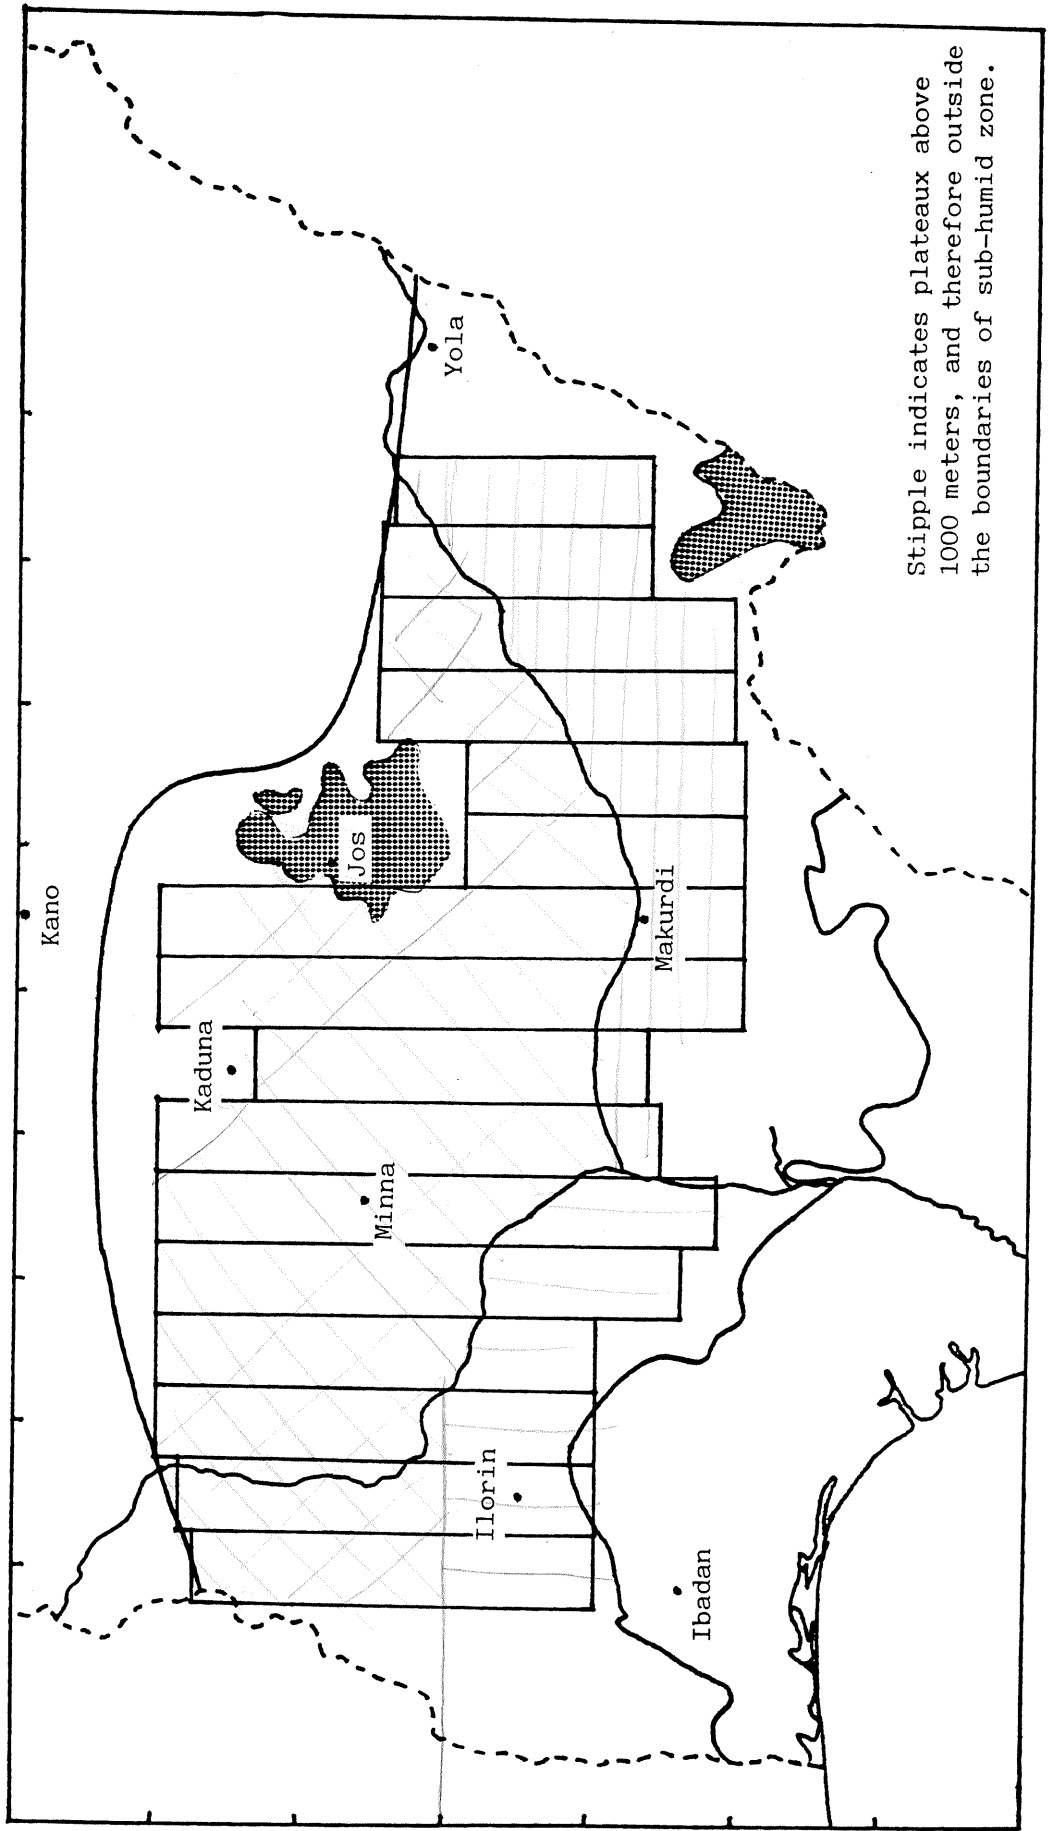 Kano
Kaduna
Jos
Yola
Minna
Makurdi
Ilorin
Ibadan
Stipple indicates plateaux above
1000 meters, and therefore outside
the boundaries of sub-humid zone.